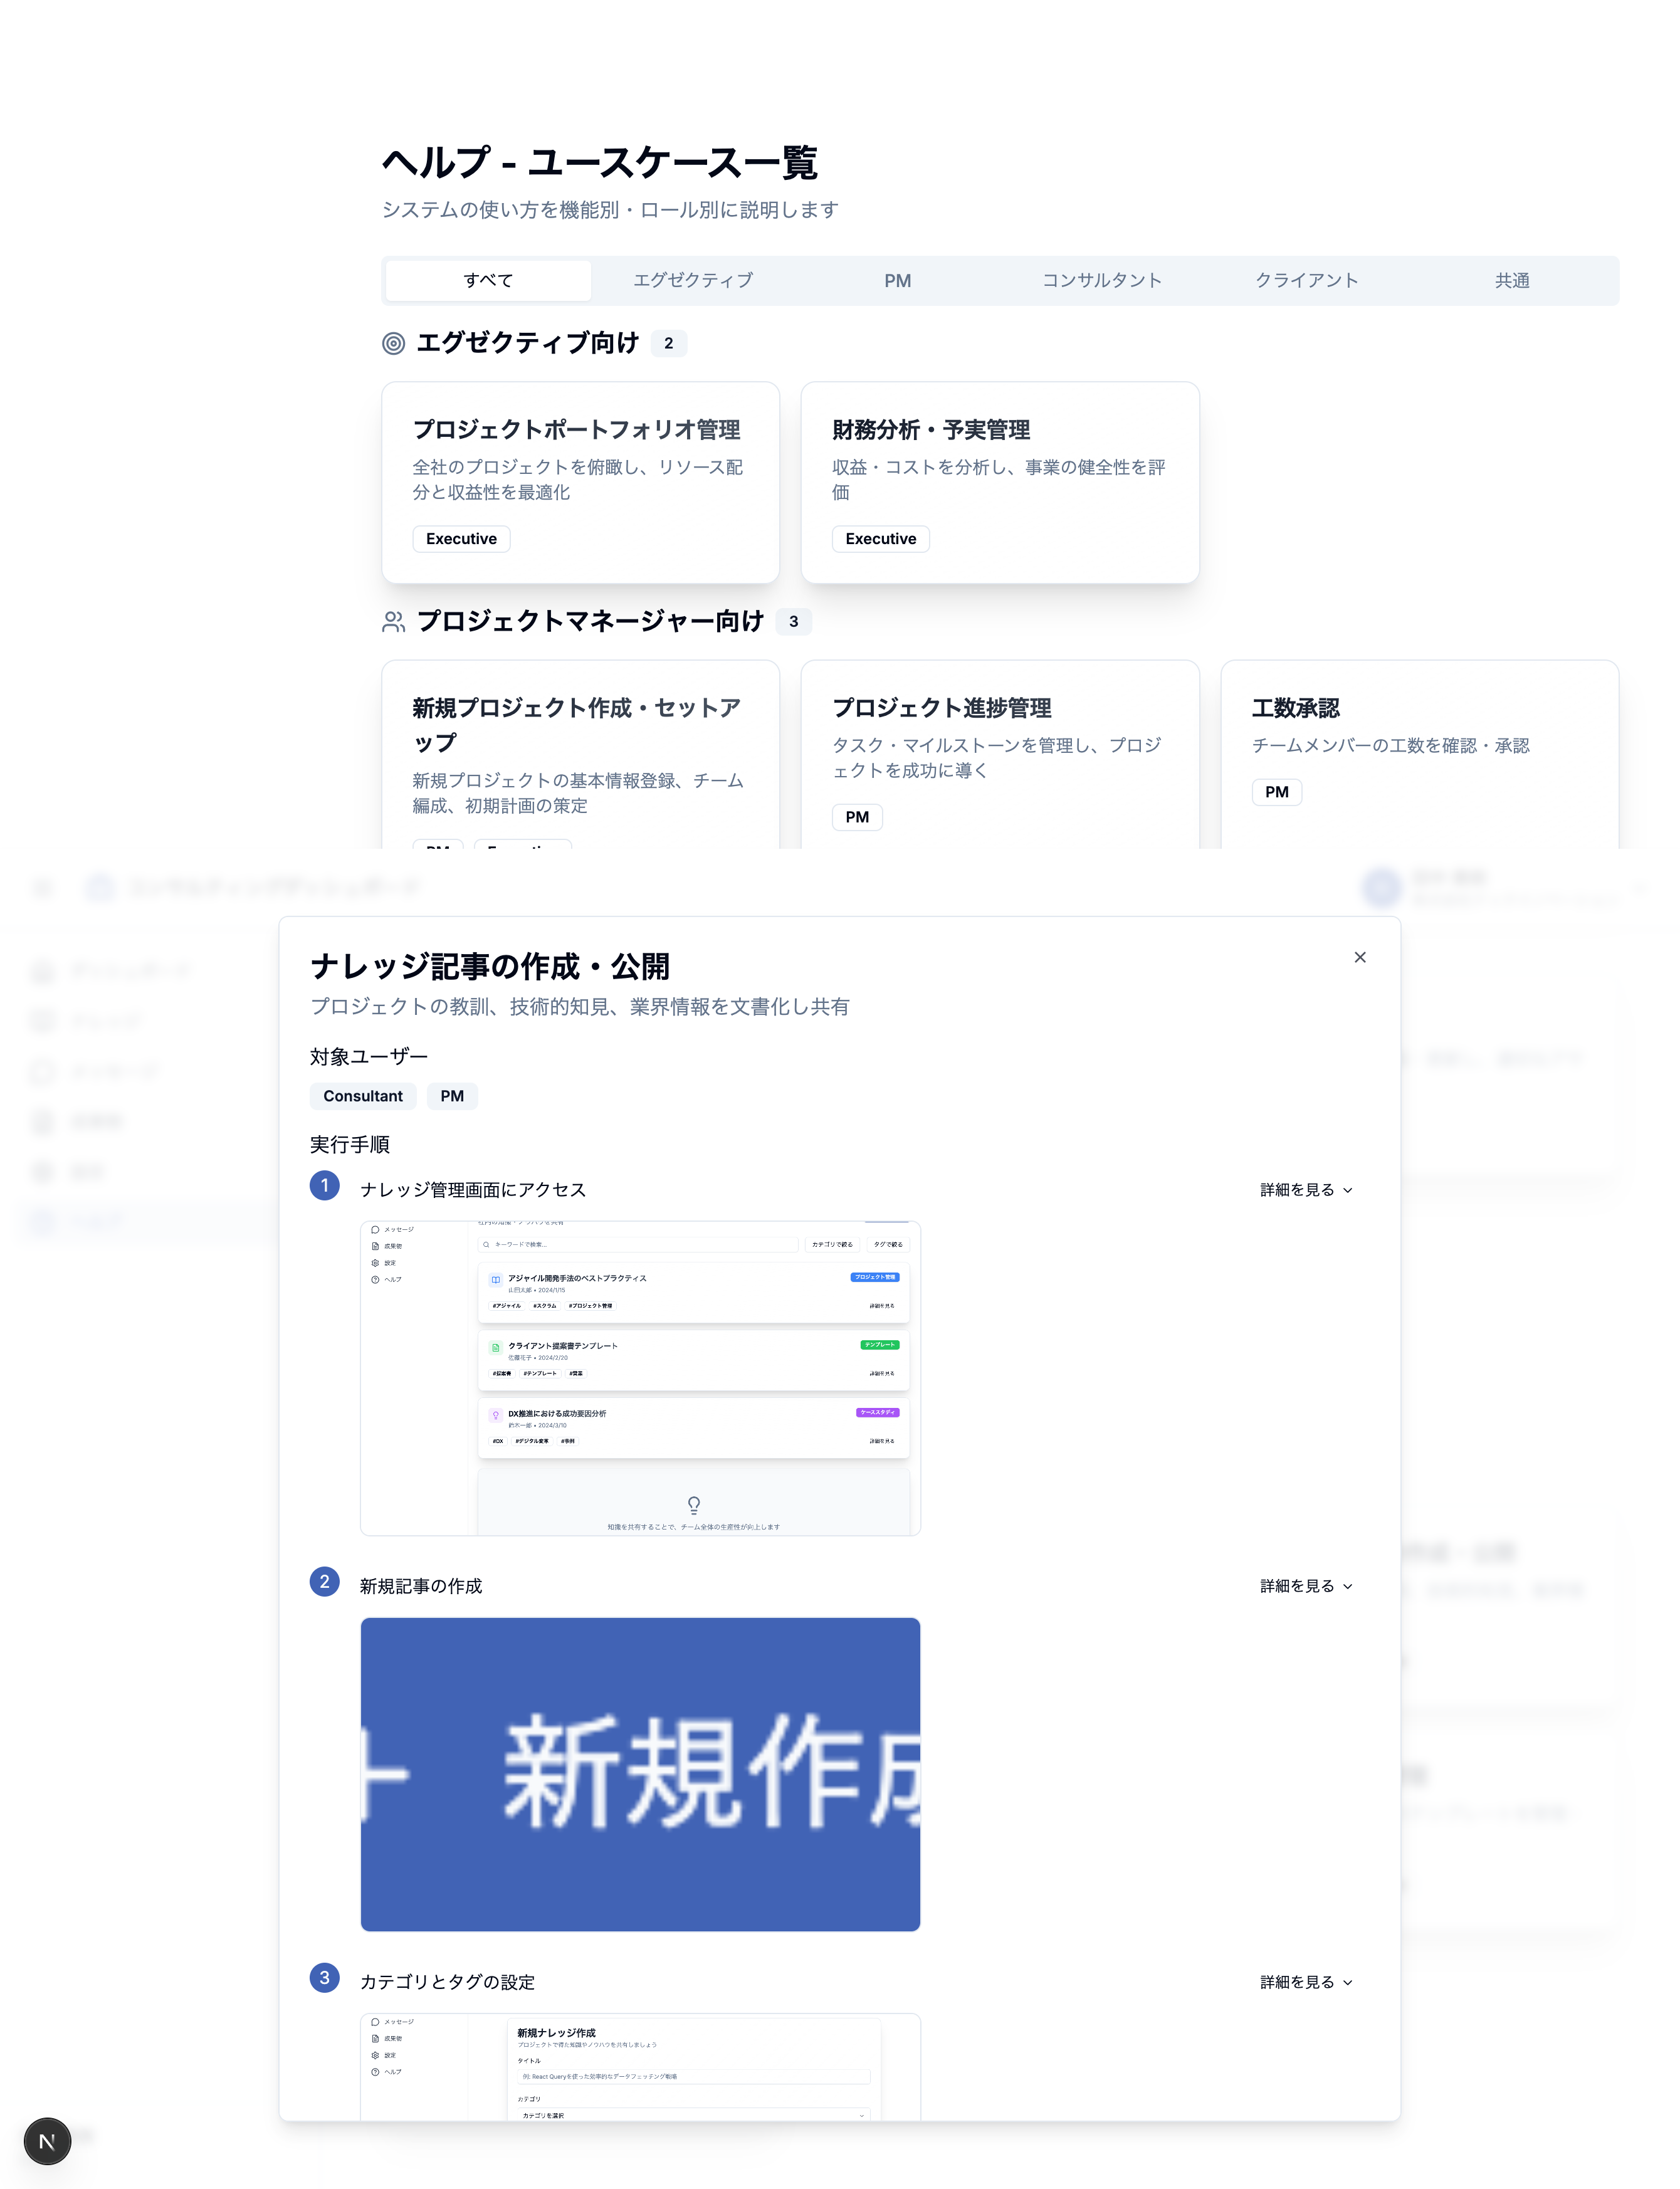 ヘルプ - ユースケース一覧
システムの使い方を機能別・ロール別に説明します
すべて
エグゼクティブ
PM
コンサルタント
クライアント
共通
エグゼクティブ向け 2
プロジェクトポートフォリオ管理
全社のプロジェクトを俯瞰し、リソース配
分と収益性を最適化
Executive
財務分析・予実管理
収益・コストを分析し、事業の健全性を評
価
Executive
プロジェクトマネージャー向け 3
新規プロジェクト作成・セットア
ップ
新規プロジェクトの基本情報登録、チーム
編成、初期計画の策定
PM Executive
プロジェクト進捗管理
タスク・マイルストーンを管理し、プロジ
ェクトを成功に導く
PM
工数承認
チームメンバーの工数を確認・承認
PM
ナレッジ記事の作成・公開
プロジェクトの教訓、技術的知見、業界情報を文書化し共有
対象ユーザー
Consultant PM
実行手順
1 ナレッジ管理画面にアクセス 詳細を見る
メッセージ
成果物
設定
ヘルプ
キーワードで検索...
カテゴリで絞る
タグで絞る
アジャイル開発手法のベストプラクティス
プロジェクト管理
山田太郎 • 2024/1/15
#アジャイル #スクラム #プロジェクト管理
詳細を見る
クライアント提案書テンプレート
テンプレート
佐藤花子 • 2024/2/20
#提案書 #テンプレート #営業
詳細を見る
DX推進における成功要因分析
ケーススタディ
鈴木一郎 • 2024/3/10
#DX #デジタル変革 #事例
詳細を見る
知識を共有することで、チーム全体の生産性が向上します
2 新規記事の作成 詳細を見る
+ 新規作成
3 カテゴリとタグの設定 詳細を見る
メッセージ
成果物
設定
ヘルプ
新規ナレッジ作成
プロジェクトで得た知識やノウハウを共有しましょう
タイトル
例: React Queryを使った効率的なデータフェッチング戦略
カテゴリ
カテゴリを選択
N